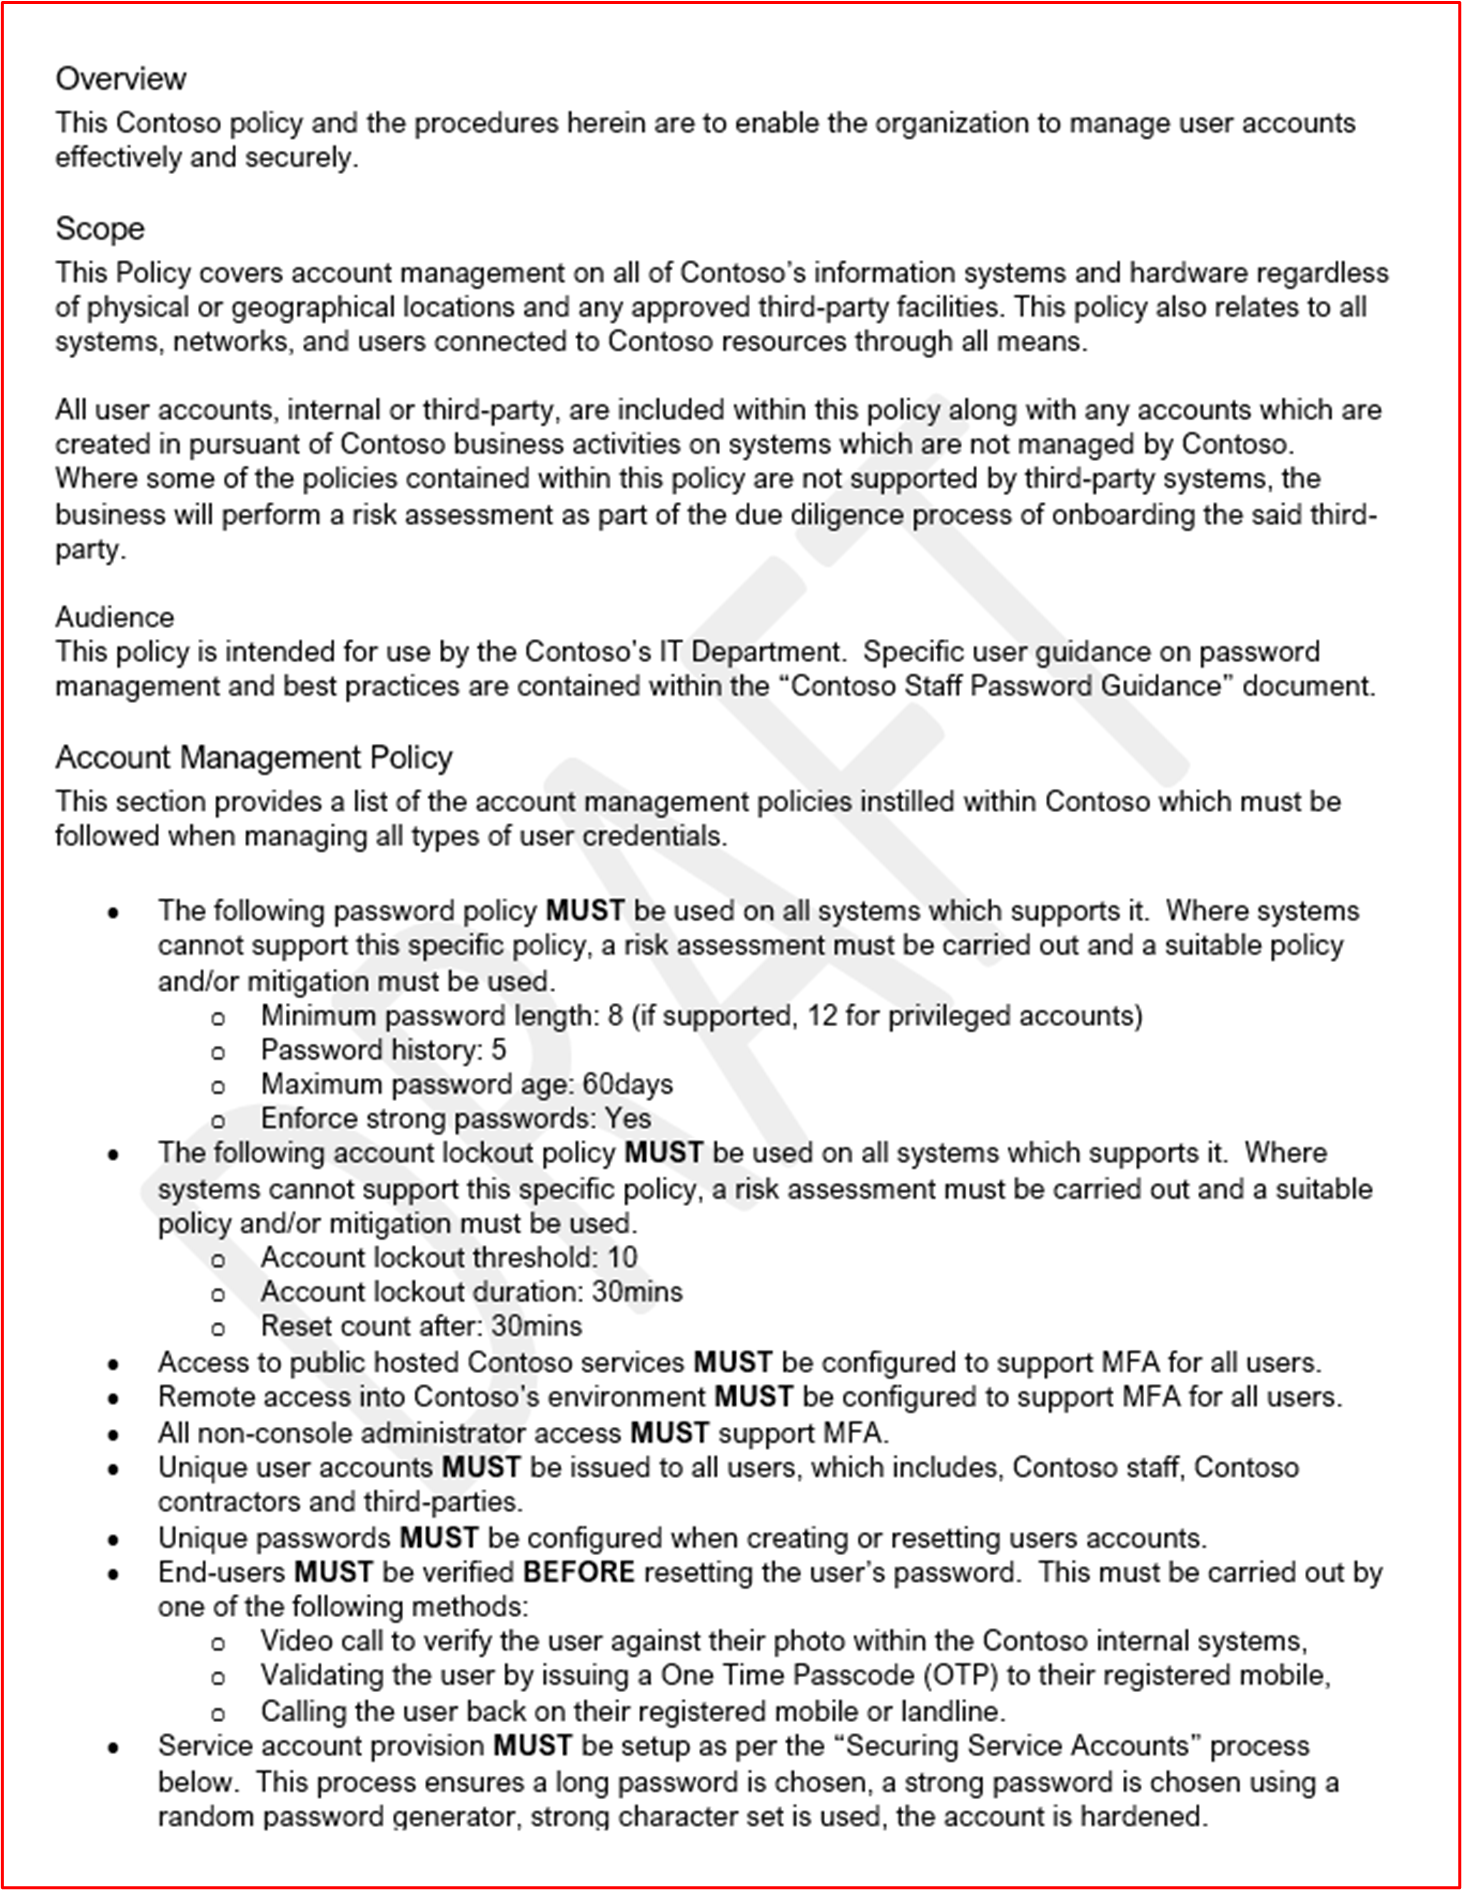 Overview
This Contoso policy and the procedures herein are to enable the organization to manage user accounts
effectively and securely.
Scope
This Policy covers account management on all of Contoso’s information systems and hardware regardless
of physical or geographical locations and any approved third-party facilities. This policy also relates to all
systems, networks, and users connected to Contoso resources through all means.
All user accounts, internal or third-party, are included within this policy along with any accounts which are
created in pursuant of Contoso business activities on systems which are not managed by Contoso.
Where some of the policies contained within this policy are not supported by third-party systems, the
business will perform a risk assessment as part of the due diligence process of onboarding the said third-
party.
Audience
This policy is intended for use by the Contoso’s IT Department.  Specific user guidance on password
management and best practices are contained within the “Contoso Staff Password Guidance” document.
Account Management Policy
This section provides a list of the account management policies instilled within Contoso which must be
followed when managing all types of user credentials.
• The following password policy MUST be used on all systems which supports it.  Where systems
cannot support this specific policy, a risk assessment must be carried out and a suitable policy
and/or mitigation must be used.
o Minimum password length: 8 (if supported, 12 for privileged accounts)
o Password history: 5
o Maximum password age: 60days
o Enforce strong passwords: Yes
• The following account lockout policy MUST be used on all systems which supports it.  Where
systems cannot support this specific policy, a risk assessment must be carried out and a suitable
policy and/or mitigation must be used.
o Account lockout threshold: 10
o Account lockout duration: 30mins
o Reset count after: 30mins
• Access to public hosted Contoso services MUST be configured to support MFA for all users.
• Remote access into Contoso’s environment MUST be configured to support MFA for all users.
• All non-console administrator access MUST support MFA.
• Unique user accounts MUST be issued to all users, which includes, Contoso staff, Contoso
contractors and third-parties.
• Unique passwords MUST be configured when creating or resetting users accounts.
• End-users MUST be verified BEFORE resetting the user’s password.  This must be carried out by
one of the following methods:
o Video call to verify the user against their photo within the Contoso internal systems,
o Validating the user by issuing a One Time Passcode (OTP) to their registered mobile,
o Calling the user back on their registered mobile or landline.
• Service account provision MUST be setup as per the “Securing Service Accounts” process
below.  This process ensures a long password is chosen, a strong password is chosen using a
random password generator, strong character set is used, the account is hardened.
DRAFT